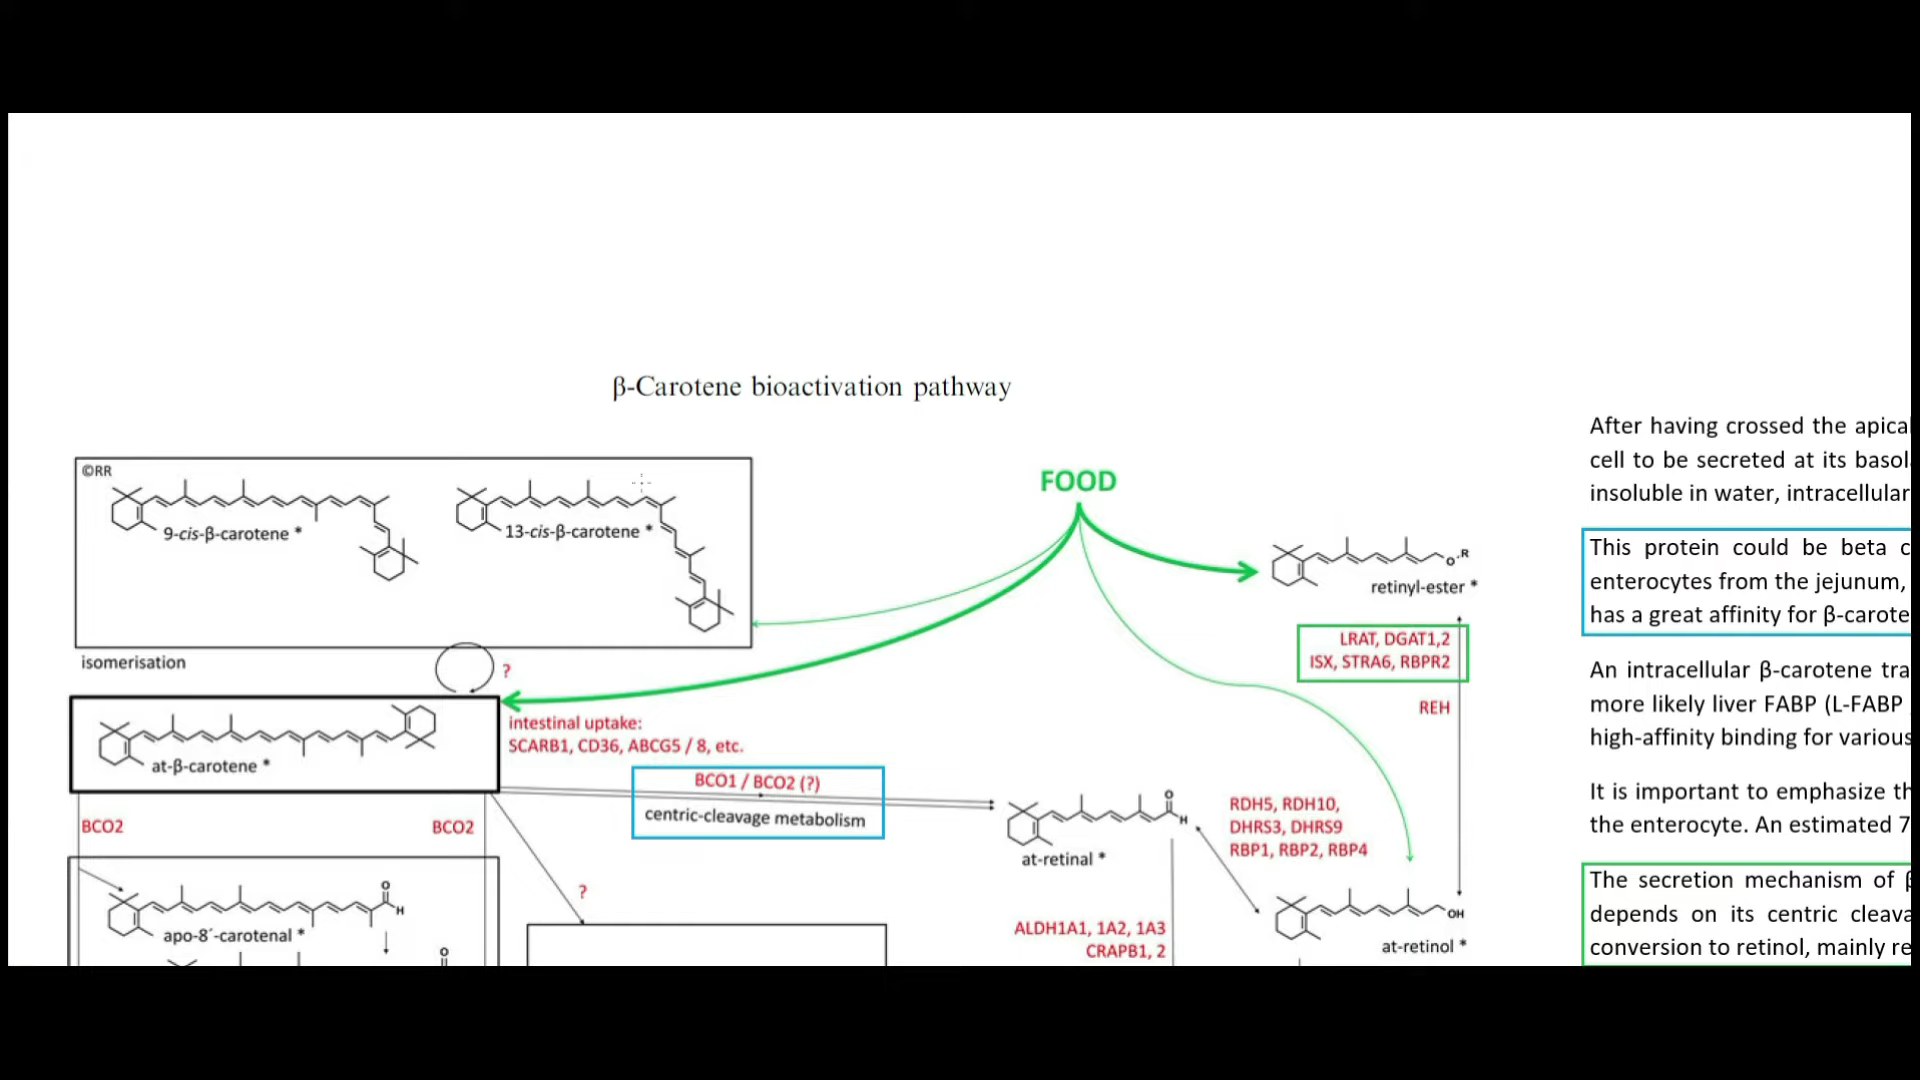 β-Carotene bioactivation pathway
©RR
9-cis-β-carotene *
13-cis-β-carotene *
isomerisation
?
FOOD
O
R
retinyl-ester *
LRAT, DGAT1,2
ISX, STRA6, RBPR2
REH
at-β-carotene *
intestinal uptake:
SCARB1, CD36, ABCG5 / 8, etc.
BCO1 / BCO2 (?)
centric-cleavage metabolism
BCO2
BCO2
?
O
H
at-retinal *
RDH5, RDH10,
DHRS3, DHRS9
RBP1, RBP2, RBP4
O
H
apo-8´-carotenal *
O
ALDH1A1, 1A2, 1A3
CRAPB1, 2
OH
at-retinol *
After having crossed the apica
cell to be secreted at its basol
insoluble in water, intracellular
This protein could be beta c
enterocytes from the jejunum,
has a great affinity for β-carote
An intracellular β-carotene tra
more likely liver FABP (L-FABP
high-affinity binding for various
It is important to emphasize th
the enterocyte. An estimated 7
The secretion mechanism of β
depends on its centric cleava
conversion to retinol, mainly re